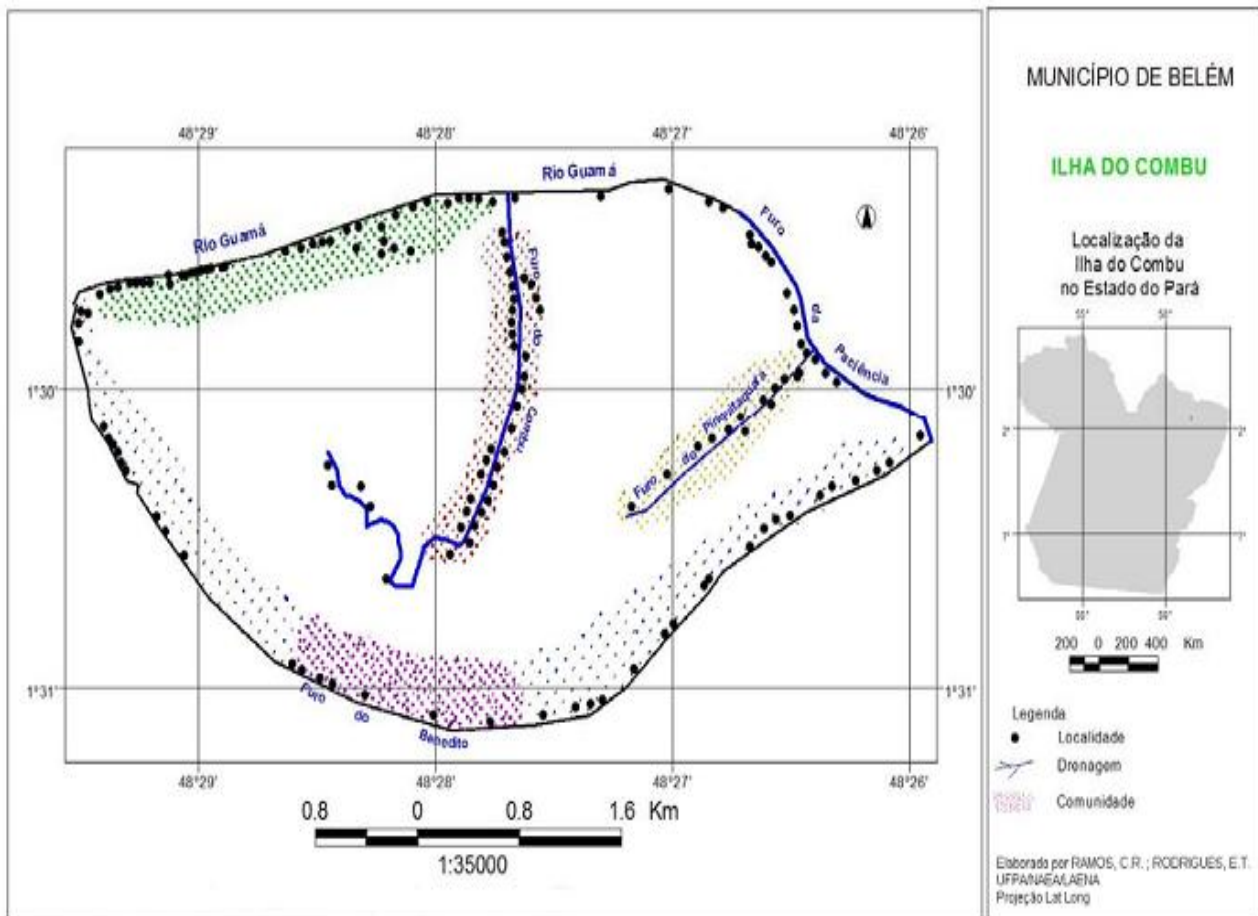 48°29'
48°28'
48°27'
48°26'
Rio Guamá
Rio Guamá
Furo
da
Paciência
Furo do
Combu
Furo do Piriquitaquara
1°30'
1°30'
1°31'
1°31'
Furo do
Benedito
48°29'
48°28'
48°27'
48°26'
0.8 0 0.8 1.6 Km
1:35000
MUNICÍPIO DE BELÉM
ILHA DO COMBU
Localização da
Ilha do Combu
no Estado do Pará
2°
2°
7°
7°
200 0 200 400 Km
Legenda
Localidade
Drenagem
Comunidade
Elaborado por RAMOS, C.R. ; RODRIGUES, E.T.
UFPA/NAEA/LAENA
Projeção Lat Long